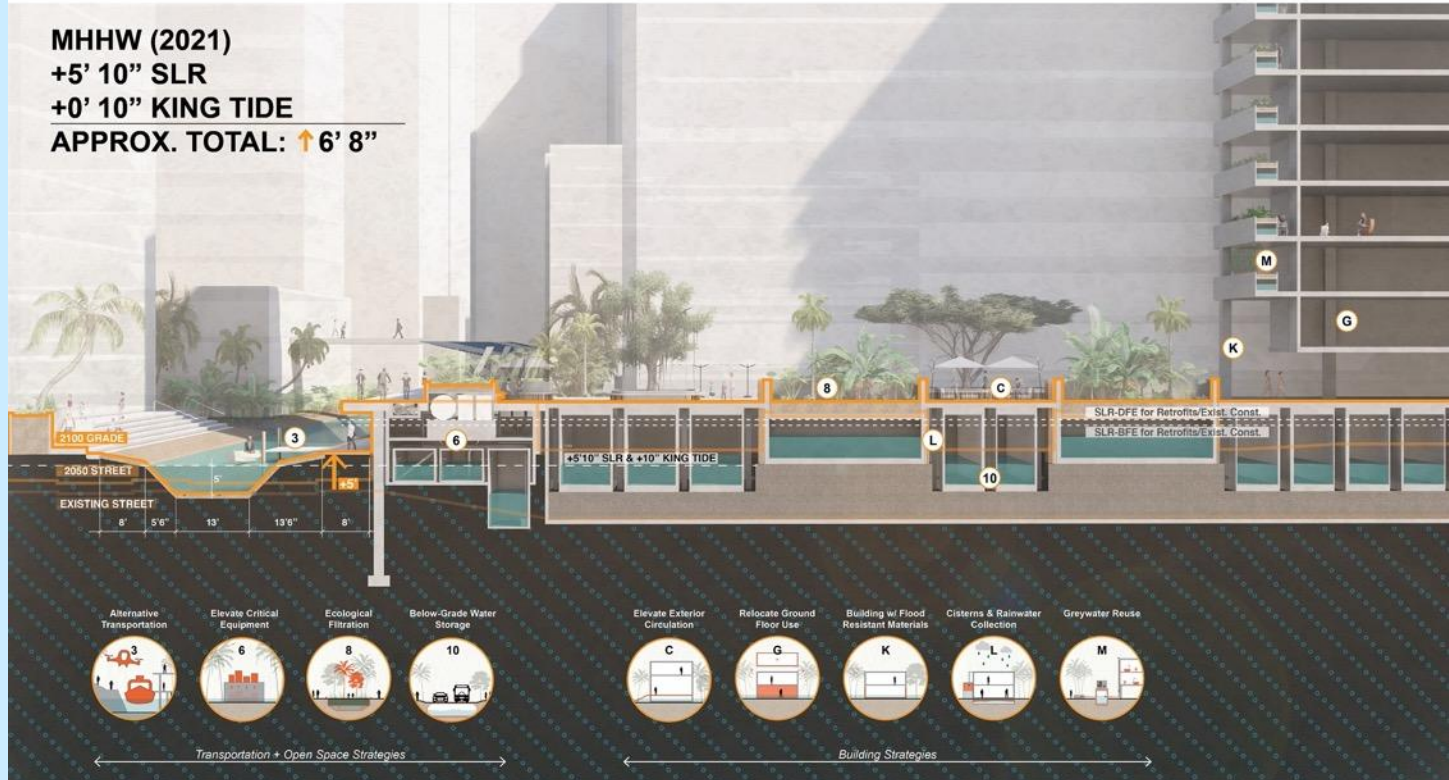 MHHW (2021)
+5' 10" SLR
+0' 10" KING TIDE
APPROX. TOTAL: ↑ 6' 8"
M
G
K
8
C
SLR-DFE for Retrofits/Exist. Const.
SLR-BFE for Retrofits/Exist. Const.
2100 GRADE
3
6
L
+5'10" SLR & +10" KING TIDE
2050 STREET
5'
10
+5'
EXISTING STREET
8' 5'6" 13' 13'6" 8'
Alternative
Transportation
3
Elevate Critical
Equipment
6
Ecological
Filtration
8
Below-Grade Water
Storage
10
Elevate Exterior
Circulation
C
Relocate Ground
Floor Use
G
Building w/ Flood
Resistant Materials
K
Cisterns & Rainwater
Collection
L
Greywater Reuse
M
Transportation + Open Space Strategies
Building Strategies